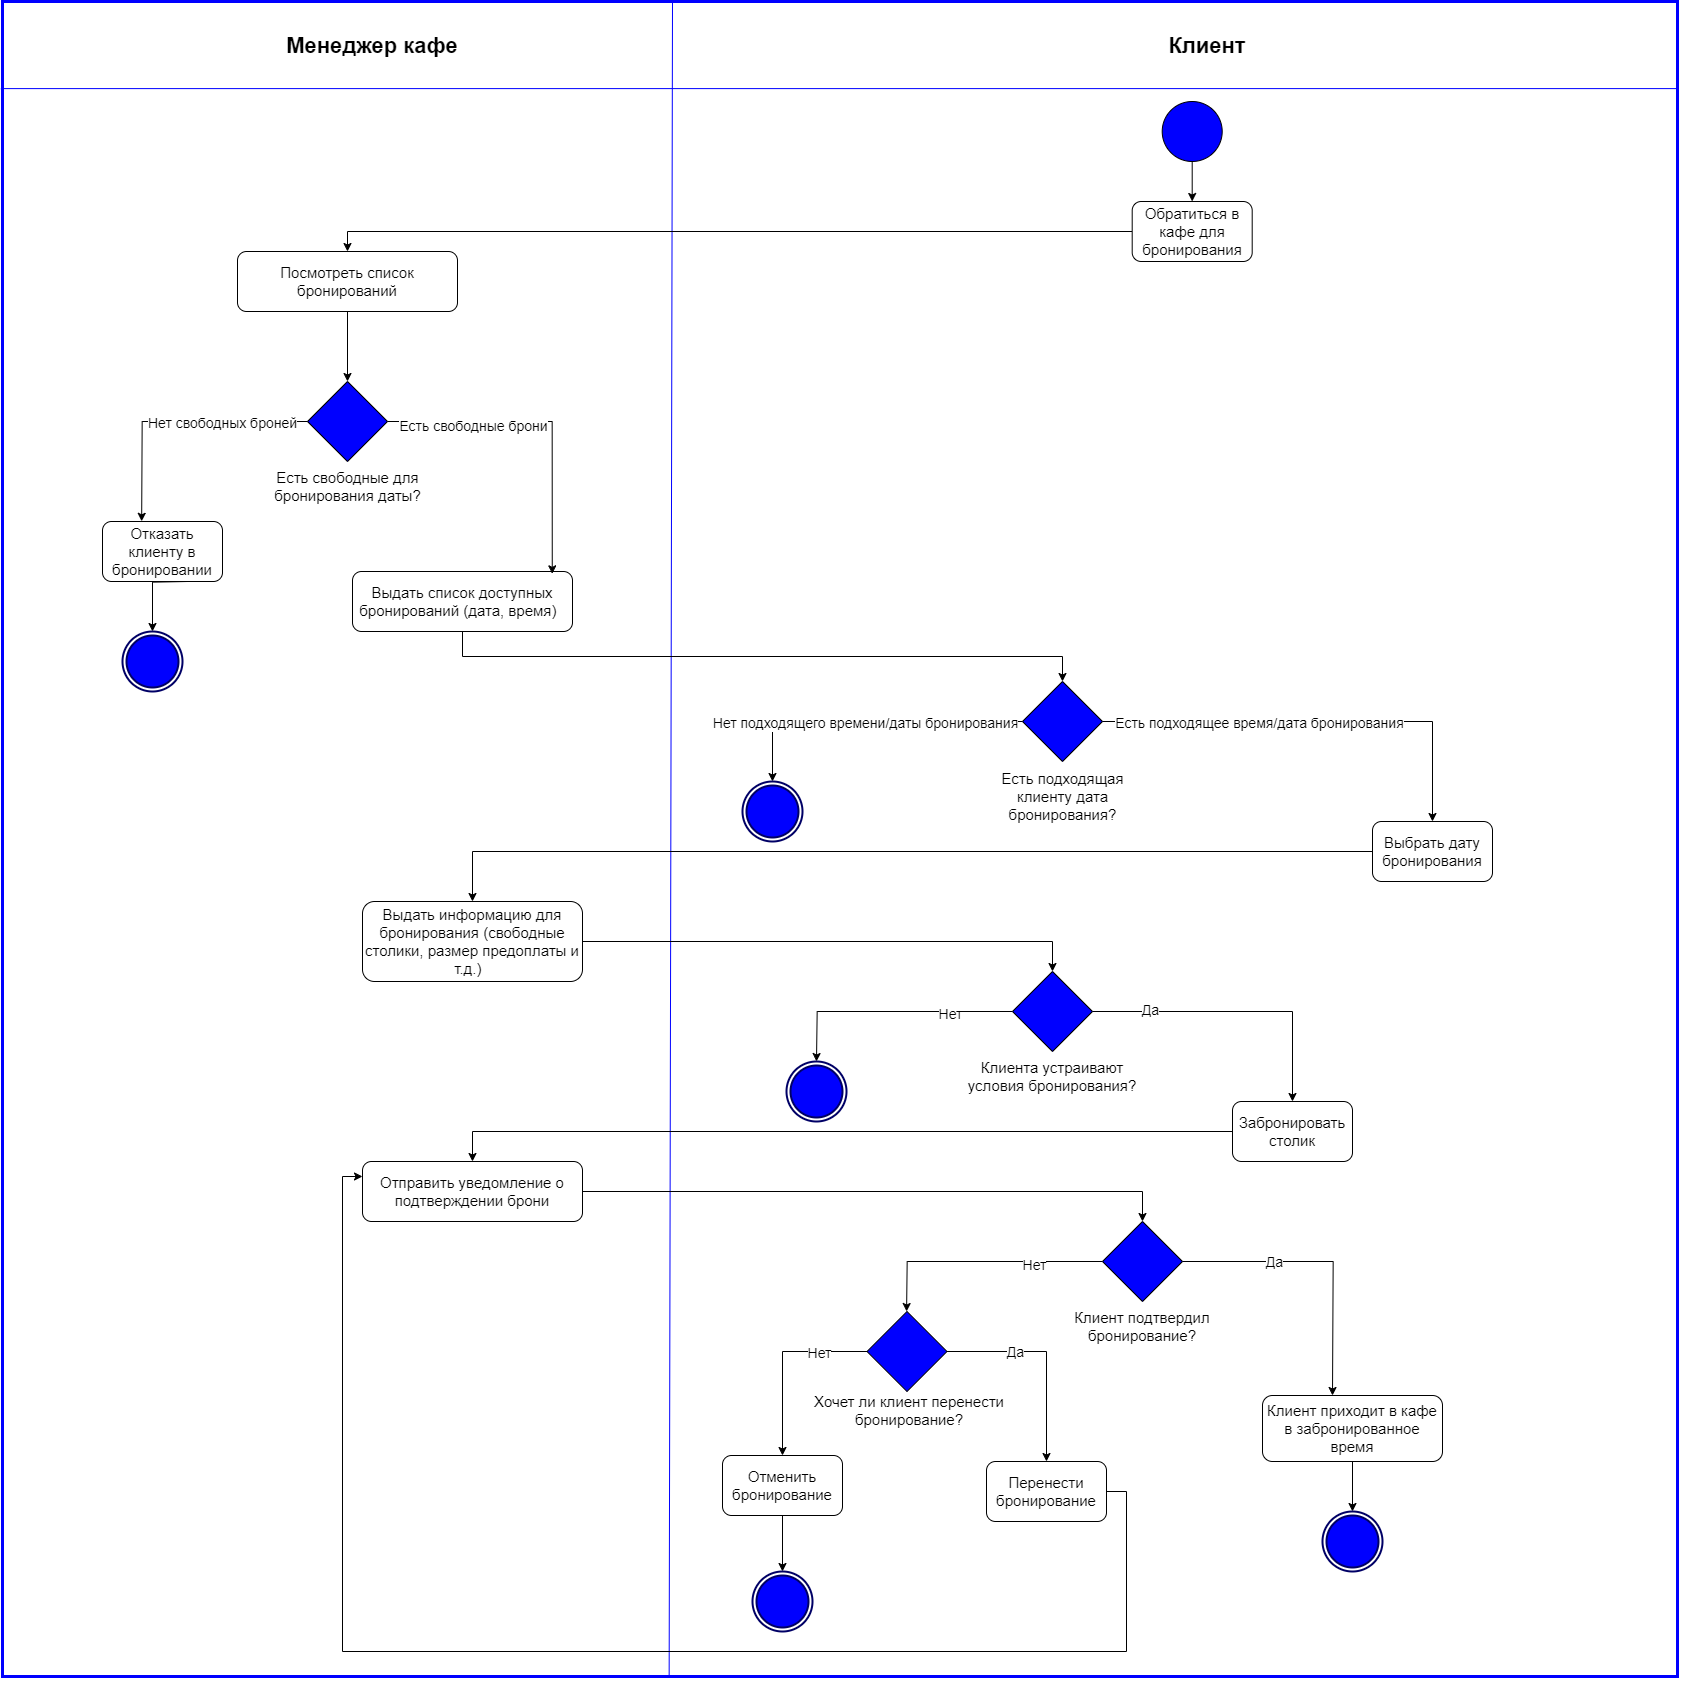 Менеджер кафе
Клиент
Обратиться в
кафе для
бронирования
Посмотреть список
бронирований
Нет свободных броней
Есть свободные брони
Есть свободные для
бронирования даты?
Отказать
клиенту в
бронировании
Выдать список доступных
бронирований (дата, время)
Нет подходящего времени/даты бронирования
Есть подходящее время/дата бронирования
Есть подходящая
клиенту дата
бронирования?
Выбрать дату
бронирования
Выдать информацию для
бронирования (свободные
столики, размер предоплаты и
т.д.)
Нет
Да
Клиента устраивают
условия бронирования?
Забронировать
столик
Отправить уведомление о
подтверждении брони
Нет
Да
Клиент подтвердил
бронирование?
Нет
Да
Хочет ли клиент перенести
бронирование?
Клиент приходит в кафе
в забронированное
время
Отменить
бронирование
Перенести
бронирование